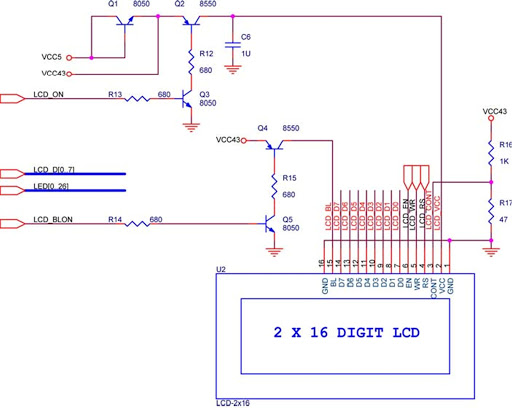 Q1 8050 Q2 8550
C6
1U
VCC5
R12
680
VCC43
LCD_ON R13 680 Q3
8050
VCC43
Q4 8550
VCC43
R16
1K
LCD_D[0..7]
R15
680
LED[0..26]
R17
47
LCD_BLON R14 680 Q5
8050
LCD_BL LCD_D7 LCD_D6 LCD_D5 LCD_D4 LCD_D3 LCD_D2 LCD_D1 LCD_D0 LCD_EN LCD_WR LCD_RS LCD_CONT LCD_VCC
16 15 14 13 12 11 10 9 8 7 6 5 4 3 2 1
U2
GND BL D7 D6 D5 D4 D3 D2 D1 D0 EN WR RS CONT VCC GND
2 X 16 DIGIT LCD
LCD-2x16